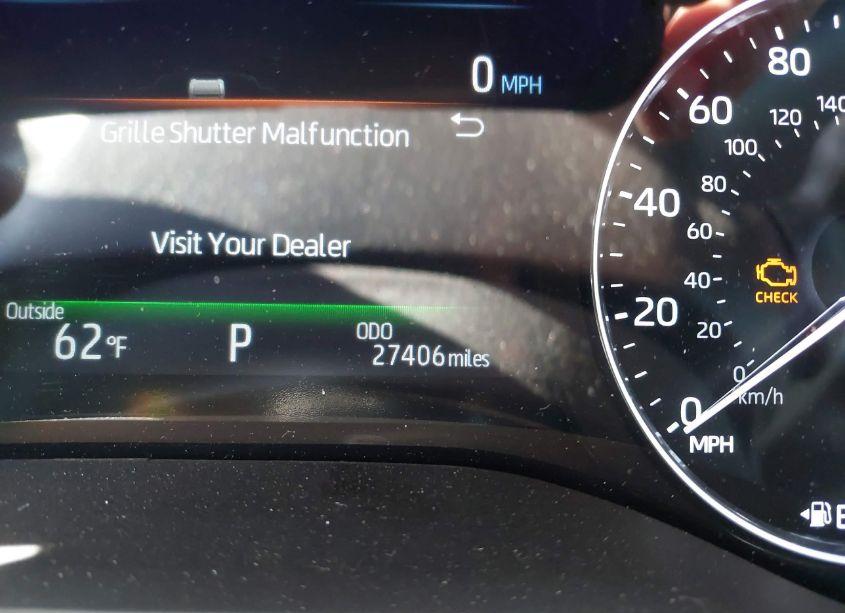 0 MPH
Grille Shutter Malfunction
Visit Your Dealer
Outside
62°F
P
ODO
27406 miles
80
60
40
20
0
MPH
140
120
100
80
60
40
20
0
km/h
CHECK
E